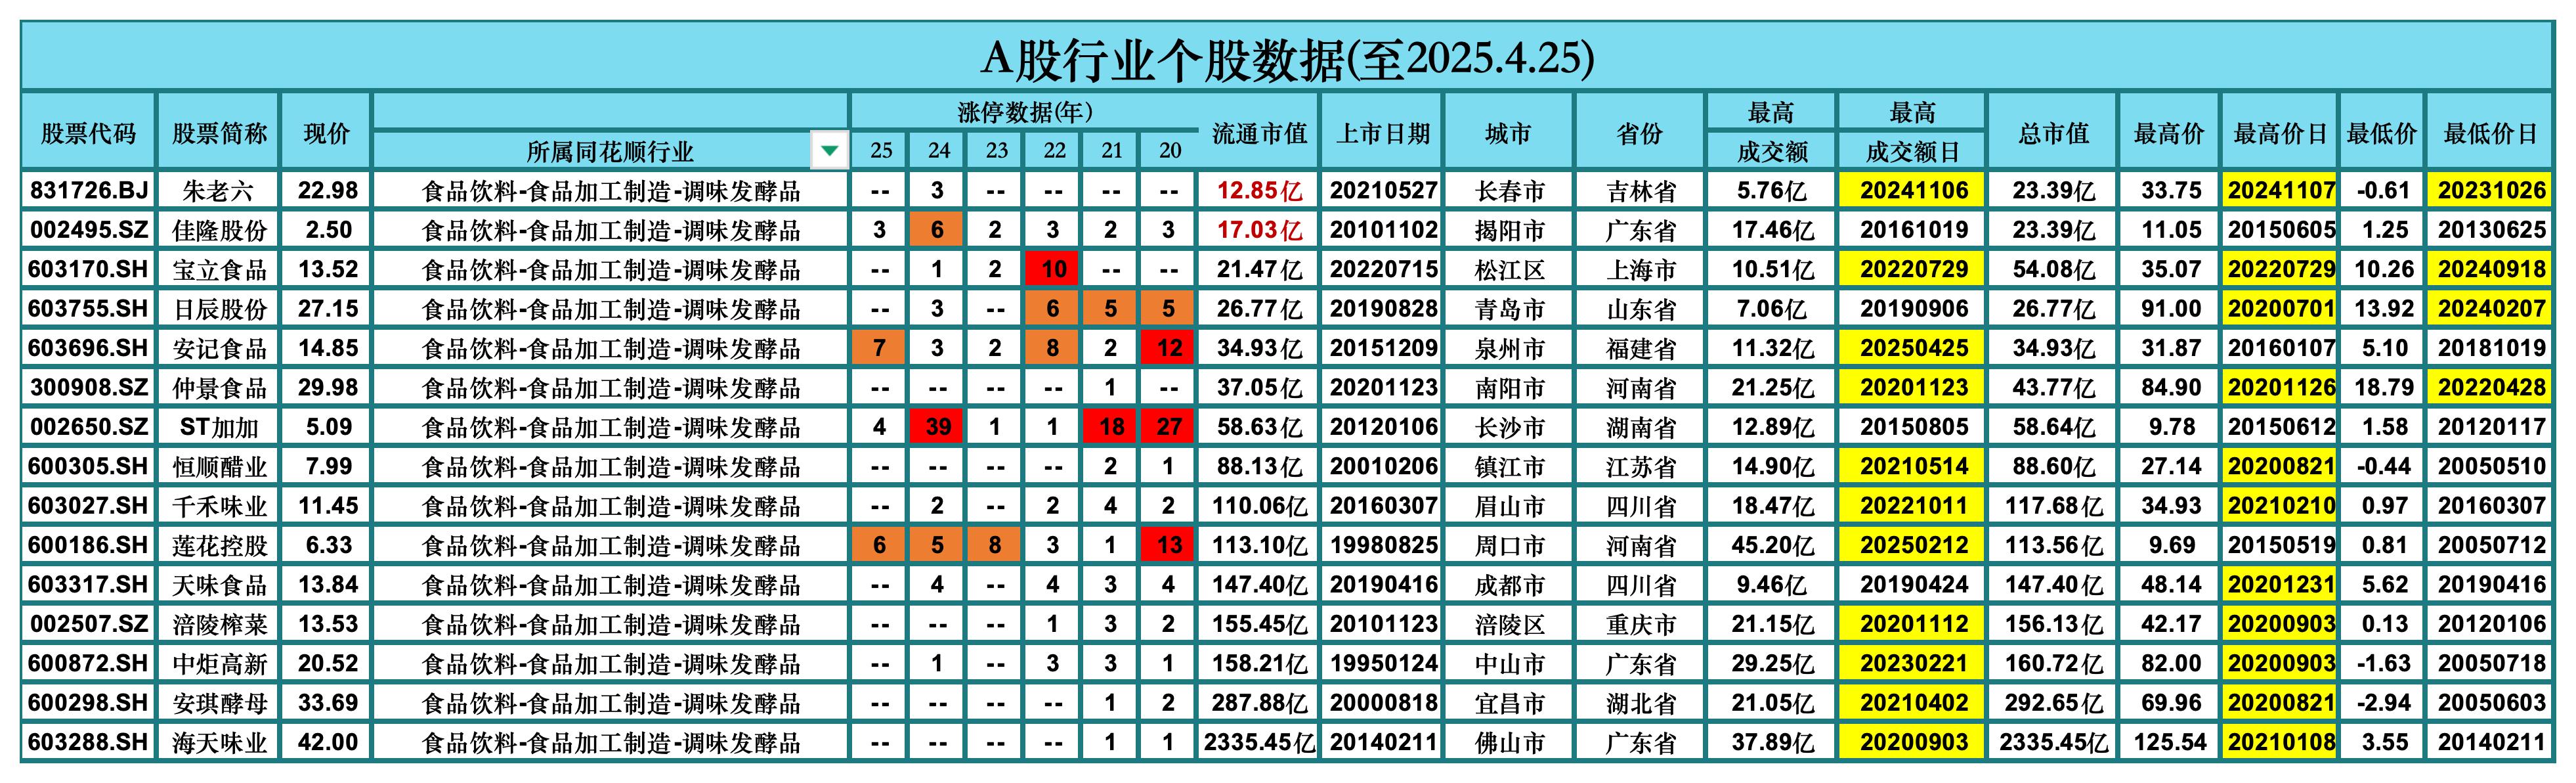 A股行业个股数据(至2025.4.25)
股票代码 股票简称 现价 所属同花顺行业 涨停数据(年) 25 24 23 22 21 20 流通市值 上市日期 城市 省份 最高 成交额 最高 成交额日 总市值 最高价 最高价日 最低价 最低价日
831726.BJ 朱老六 22.98 食品饮料-食品加工制造-调味发酵品 -- 3 -- -- -- -- 12.85亿 20210527 长春市 吉林省 5.76亿 20241106 23.39亿 33.75 20241107 -0.61 20231026
002495.SZ 佳隆股份 2.50 食品饮料-食品加工制造-调味发酵品 3 6 2 3 2 3 17.03亿 20101102 揭阳市 广东省 17.46亿 20161019 23.39亿 11.05 20150605 1.25 20130625
603170.SH 宝立食品 13.52 食品饮料-食品加工制造-调味发酵品 -- 1 2 10 -- -- 21.47亿 20220715 松江区 上海市 10.51亿 20220729 54.08亿 35.07 20220729 10.26 20240918
603755.SH 日辰股份 27.15 食品饮料-食品加工制造-调味发酵品 -- 3 -- 6 5 5 26.77亿 20190828 青岛市 山东省 7.06亿 20190906 26.77亿 91.00 20200701 13.92 20240207
603696.SH 安记食品 14.85 食品饮料-食品加工制造-调味发酵品 7 3 2 8 2 12 34.93亿 20151209 泉州市 福建省 11.32亿 20250425 34.93亿 31.87 20160107 5.10 20181019
300908.SZ 仲景食品 29.98 食品饮料-食品加工制造-调味发酵品 -- -- -- -- 1 -- 37.05亿 20201123 南阳市 河南省 21.25亿 20201123 43.77亿 84.90 20201126 18.79 20220428
002650.SZ ST加加 5.09 食品饮料-食品加工制造-调味发酵品 4 39 1 1 18 27 58.63亿 20120106 长沙市 湖南省 12.89亿 20150805 58.64亿 9.78 20150612 1.58 20120117
600305.SH 恒顺醋业 7.99 食品饮料-食品加工制造-调味发酵品 -- -- -- -- 2 1 88.13亿 20010206 镇江市 江苏省 14.90亿 20210514 88.60亿 27.14 20200821 -0.44 20050510
603027.SH 千禾味业 11.45 食品饮料-食品加工制造-调味发酵品 -- 2 -- 2 4 2 110.06亿 20160307 眉山市 四川省 18.47亿 20221011 117.68亿 34.93 20210210 0.97 20160307
600186.SH 莲花控股 6.33 食品饮料-食品加工制造-调味发酵品 6 5 8 3 1 13 113.10亿 19980825 周口市 河南省 45.20亿 20250212 113.56亿 9.69 20150519 0.81 20050712
603317.SH 天味食品 13.84 食品饮料-食品加工制造-调味发酵品 -- 4 -- 4 3 4 147.40亿 20190416 成都市 四川省 9.46亿 20190424 147.40亿 48.14 20201231 5.62 20190416
002507.SZ 涪陵榨菜 13.53 食品饮料-食品加工制造-调味发酵品 -- -- -- 1 3 2 155.45亿 20101123 涪陵区 重庆市 21.15亿 20201112 156.13亿 42.17 20200903 0.13 20120106
600872.SH 中炬高新 20.52 食品饮料-食品加工制造-调味发酵品 -- 1 -- 3 3 1 158.21亿 19950124 中山市 广东省 29.25亿 20230221 160.72亿 82.00 20200903 -1.63 20050718
600298.SH 安琪酵母 33.69 食品饮料-食品加工制造-调味发酵品 -- -- -- -- 1 2 287.88亿 20000818 宜昌市 湖北省 21.05亿 20210402 292.65亿 69.96 20200821 -2.94 20050603
603288.SH 海天味业 42.00 食品饮料-食品加工制造-调味发酵品 -- -- -- -- 1 1 2335.45亿 20140211 佛山市 广东省 37.89亿 20200903 2335.45亿 125.54 20210108 3.55 20140211